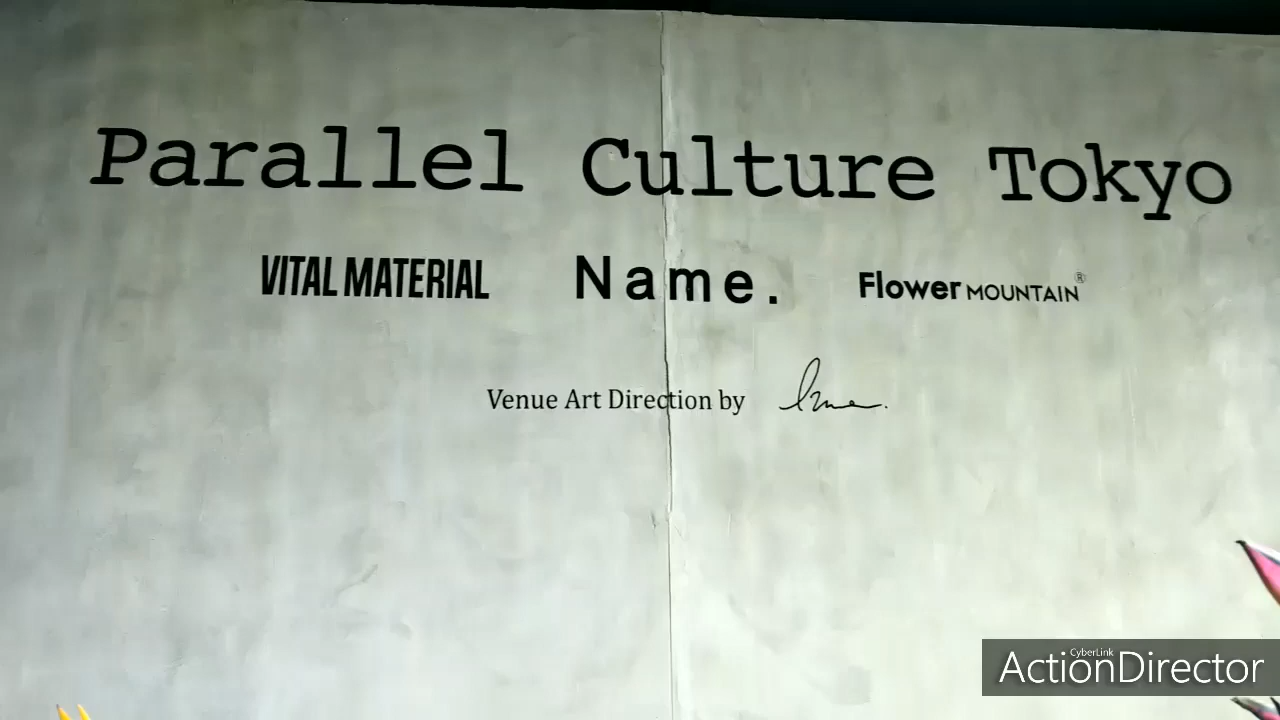 Parallel Culture Tokyo
VITAL MATERIAL Name. Flower MOUNTAIN®
Venue Art Direction by
CyberLink
ActionDirector